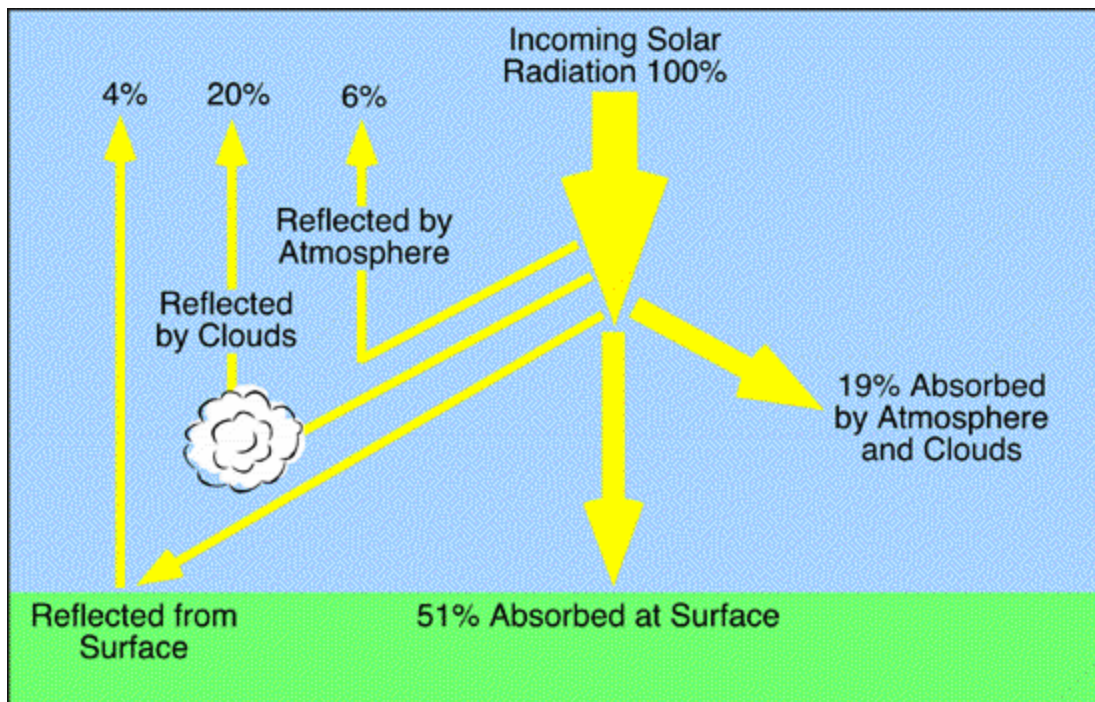 Incoming Solar
Radiation 100%
4%
20%
6%
Reflected by
Atmosphere
Reflected
by Clouds
19% Absorbed
by Atmosphere
and Clouds
Reflected from
Surface
51% Absorbed at Surface